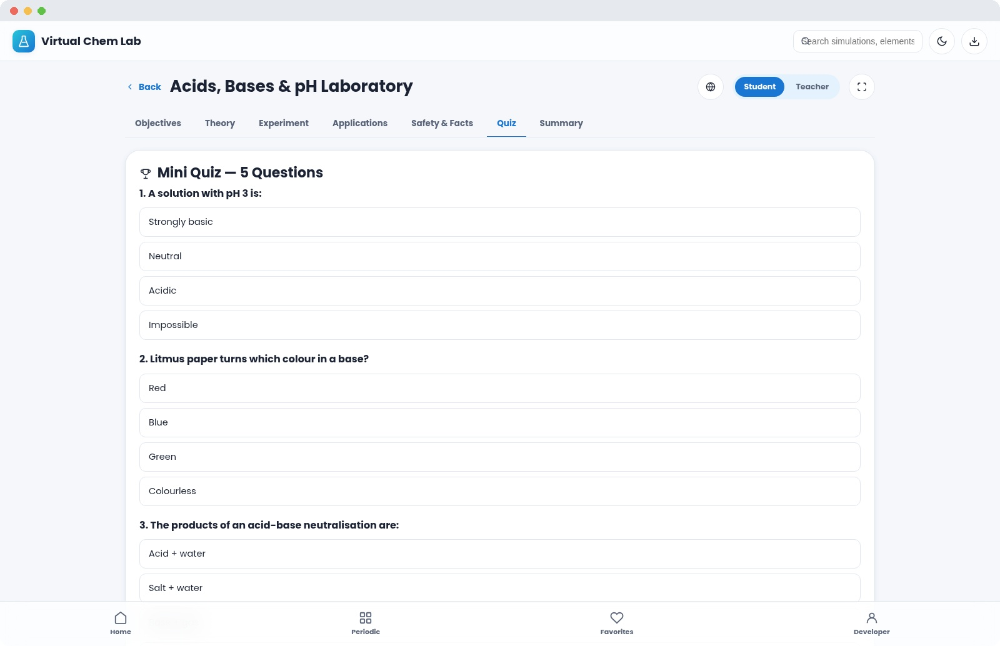 Virtual Chem Lab
Search simulations, elements
Back
Acids, Bases & pH Laboratory
Student
Teacher
Objectives
Theory
Experiment
Applications
Safety & Facts
Quiz
Summary
Mini Quiz — 5 Questions
1. A solution with pH 3 is:
Strongly basic
Neutral
Acidic
Impossible
2. Litmus paper turns which colour in a base?
Red
Blue
Green
Colourless
3. The products of an acid-base neutralisation are:
Acid + water
Salt + water
Home
Periodic
Favorites
Developer